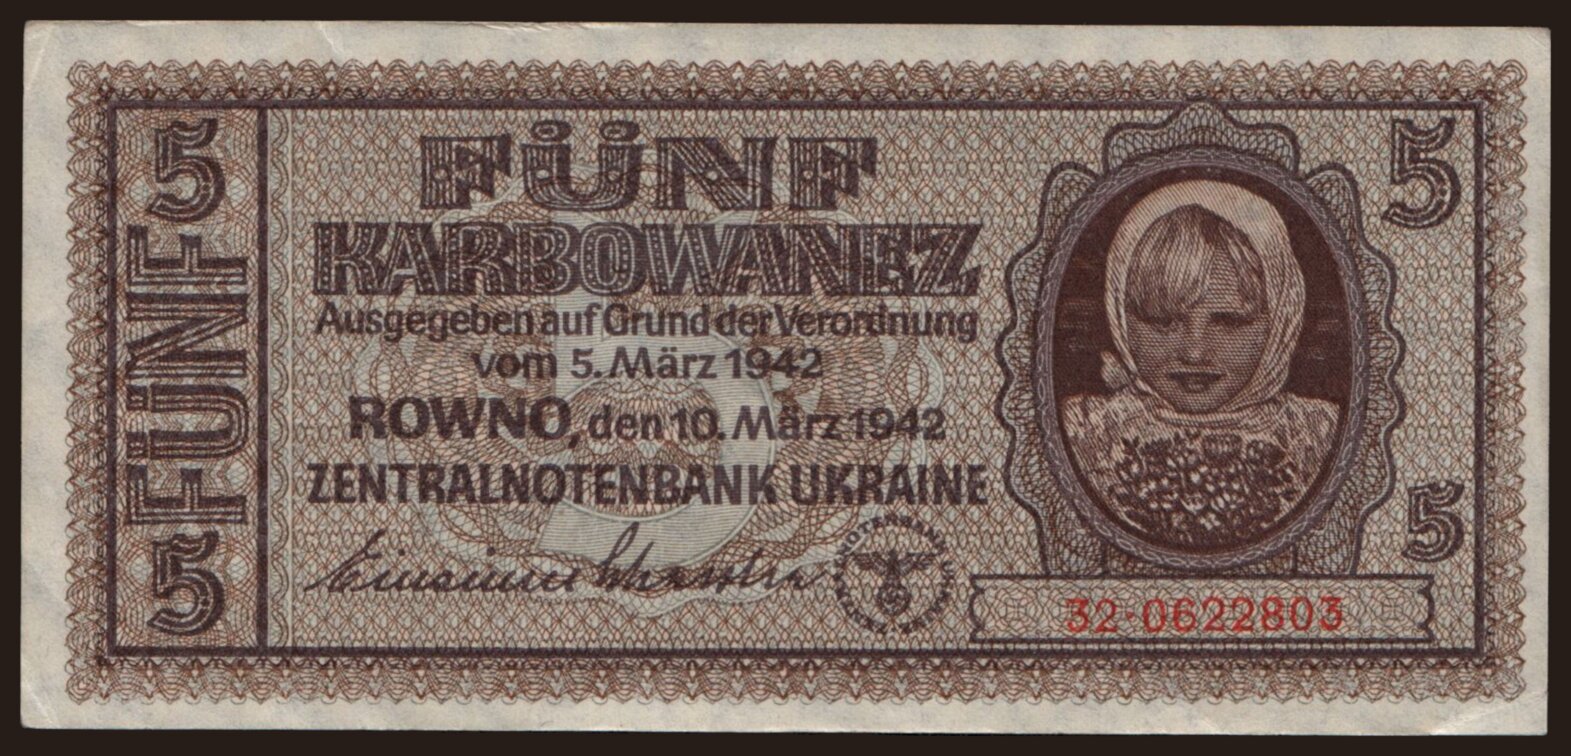 5 FÜNF 5
FÜNF
KARBOWANEZ
Ausgegeben auf Grund der Verordnung
vom 5. März 1942
ROWNO, den 10. März 1942
ZENTRALNOTENBANK UKRAINE
5
5
32·0622803